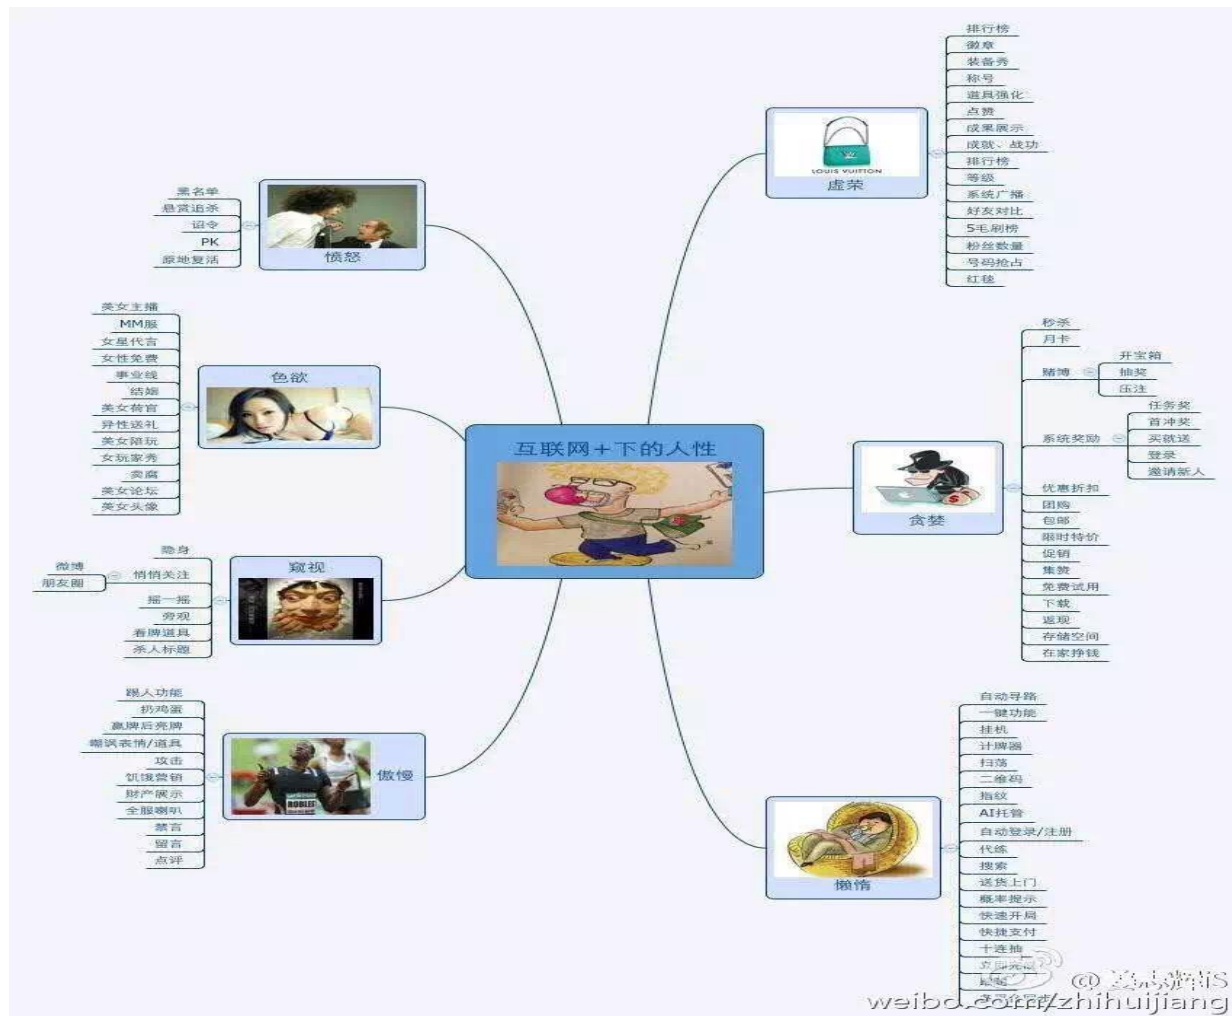 互联网+下的人性
愤怒
黑名单
悬赏追杀
诏令
PK
原地复活
色欲
美女主播
MM服
女星代言
女性免费
事业线
结婚
美女荷官
异性送礼
美女陪玩
女玩家秀
卖腐
美女论坛
美女头像
窥视
隐身
悄悄关注
微博
朋友圈
摇一摇
旁观
看牌道具
杀人标题
傲慢
踢人功能
扔鸡蛋
赢牌后亮牌
嘲讽表情/道具
攻击
饥饿营销
财产展示
全服喇叭
禁言
留言
点评
ROBLES
LOUIS VUITTON
虚荣
排行榜
徽章
装备秀
称号
道具强化
点赞
成果展示
成就、战功
排行榜
等级
系统广播
好友对比
5毛刷榜
粉丝数量
号码抢占
红毯
贪婪
秒杀
月卡
赌博
开宝箱
抽奖
压注
系统奖励
任务奖
首冲奖
买就送
登录
邀请新人
优惠折扣
团购
包邮
限时特价
促销
集赞
免费试用
下载
返现
存储空间
在家挣钱
懒惰
自动寻路
一键功能
挂机
计牌器
扫荡
二维码
指纹
AI托管
自动登录/注册
代练
搜索
送货上门
概率提示
快速开局
快捷支付
十连抽
weibo.com/zhihuijiang